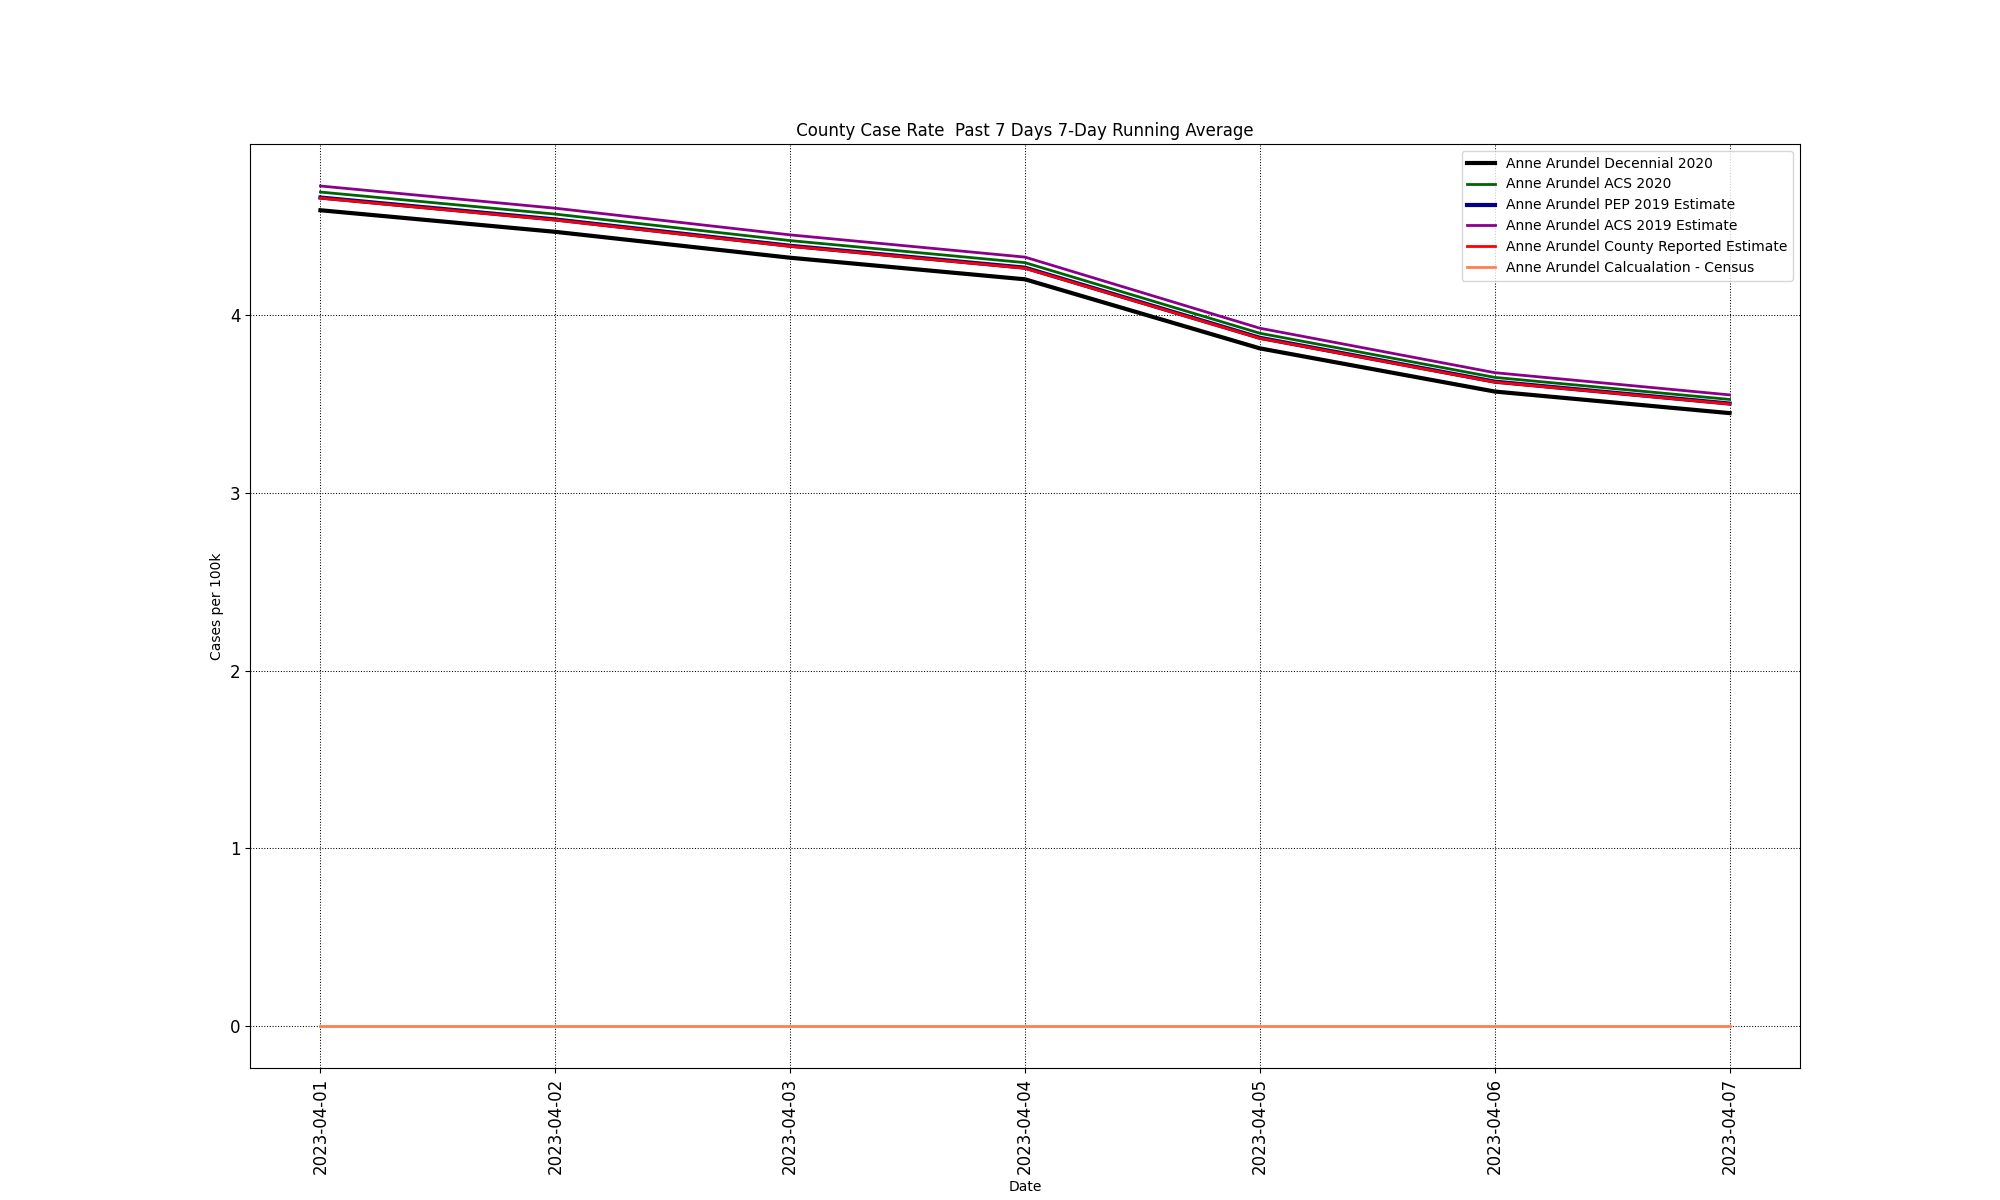 County Case Rate  Past 7 Days 7-Day Running Average
Anne Arundel Decennial 2020
Anne Arundel ACS 2020
Anne Arundel PEP 2019 Estimate
Anne Arundel ACS 2019 Estimate
Anne Arundel County Reported Estimate
Anne Arundel Calcualation - Census
4
3
2
1
0
Cases per 100k
2023-04-01
2023-04-02
2023-04-03
2023-04-04
2023-04-05
2023-04-06
2023-04-07
Date